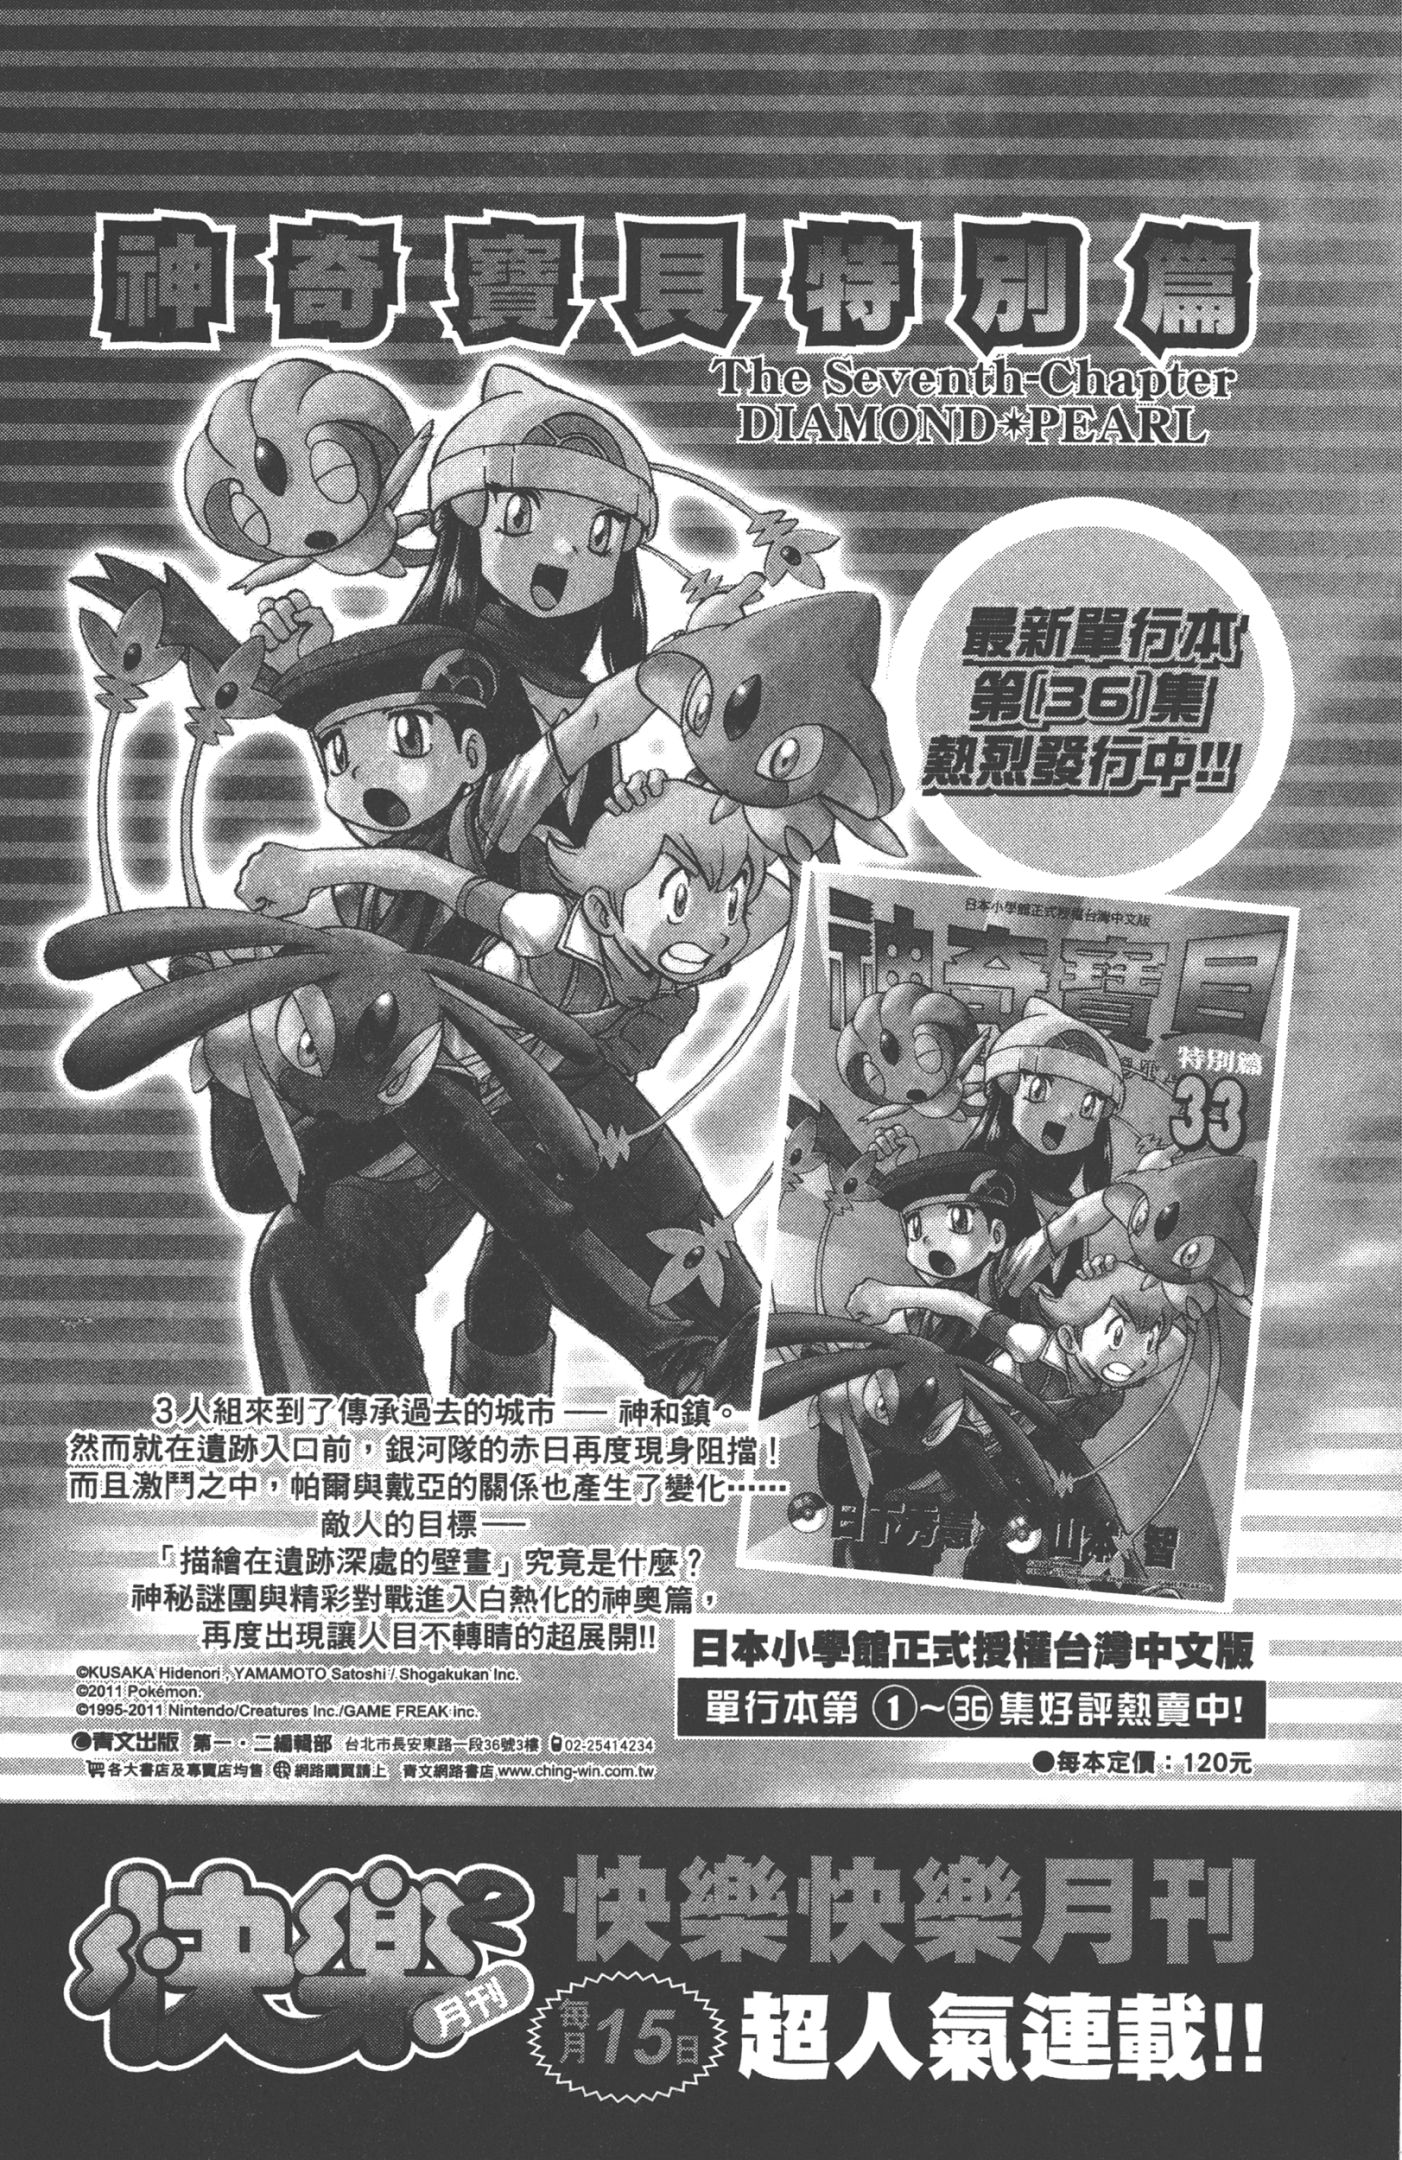 神奇寶貝特別篇
The Seventh-Chapter
DIAMOND✴PEARL
最新單行本
第[36]集
熱烈發行中!!
日本小學館正式授權台灣中文版
神奇寶貝
特別篇
33
日下秀憲
山本 智
3人組來到了傳承過去的城市── 神和鎮。
然而就在遺跡入口前，銀河隊的赤日再度現身阻擋！
而且激鬥之中，帕爾與戴亞的關係也產生了變化……
敵人的目標──
「描繪在遺跡深處的壁畫」究竟是什麼？
神秘謎團與精彩對戰進入白熱化的神奧篇，
再度出現讓人目不轉睛的超展開!!
©KUSAKA Hidenori , YAMAMOTO Satoshi / Shogakukan Inc.
©2011 Pokémon.
©1995-2011 Nintendo/Creatures Inc./GAME FREAK inc.
青文出版 第一・二編輯部 台北市長安東路一段36號3樓 02-25414234
各大書店及專賣店均售 網路購買請上 青文網路書店 www.ching-win.com.tw
日本小學館正式授權台灣中文版
單行本第①～㊱集好評熱賣中!
●每本定價：120元
快樂
月刊
快樂快樂月刊
每月15日
超人氣連載!!